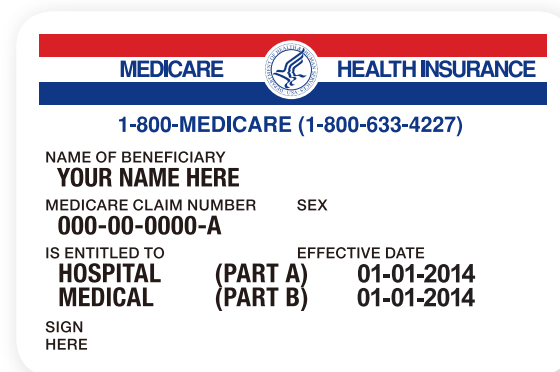 MEDICARE HEALTH INSURANCE
1-800-MEDICARE (1-800-633-4227)
NAME OF BENEFICIARY
YOUR NAME HERE
MEDICARE CLAIM NUMBER SEX
000-00-0000-A
IS ENTITLED TO EFFECTIVE DATE
HOSPITAL (PART A) 01-01-2014
MEDICAL (PART B) 01-01-2014
SIGN
HERE